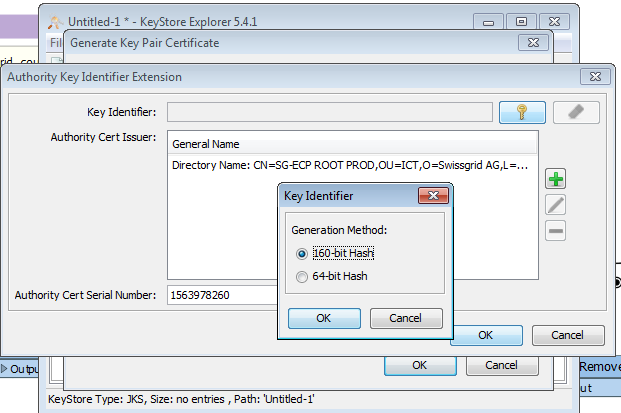 Untitled-1 * - KeyStore Explorer 5.4.1
Fil
Generate Key Pair Certificate
Authority Key Identifier Extension
Key Identifier:
Authority Cert Issuer:
General Name
Directory Name: CN=SG-ECP ROOT PROD,OU=ICT,O=Swissgrid AG,L=...
Key Identifier
Generation Method:
160-bit Hash
64-bit Hash
OK
Cancel
Authority Cert Serial Number:
1563978260
OK
Cancel
OK
Cancel
Outpu
Remove
ut
KeyStore Type: JKS, Size: no entries , Path: 'Untitled-1'